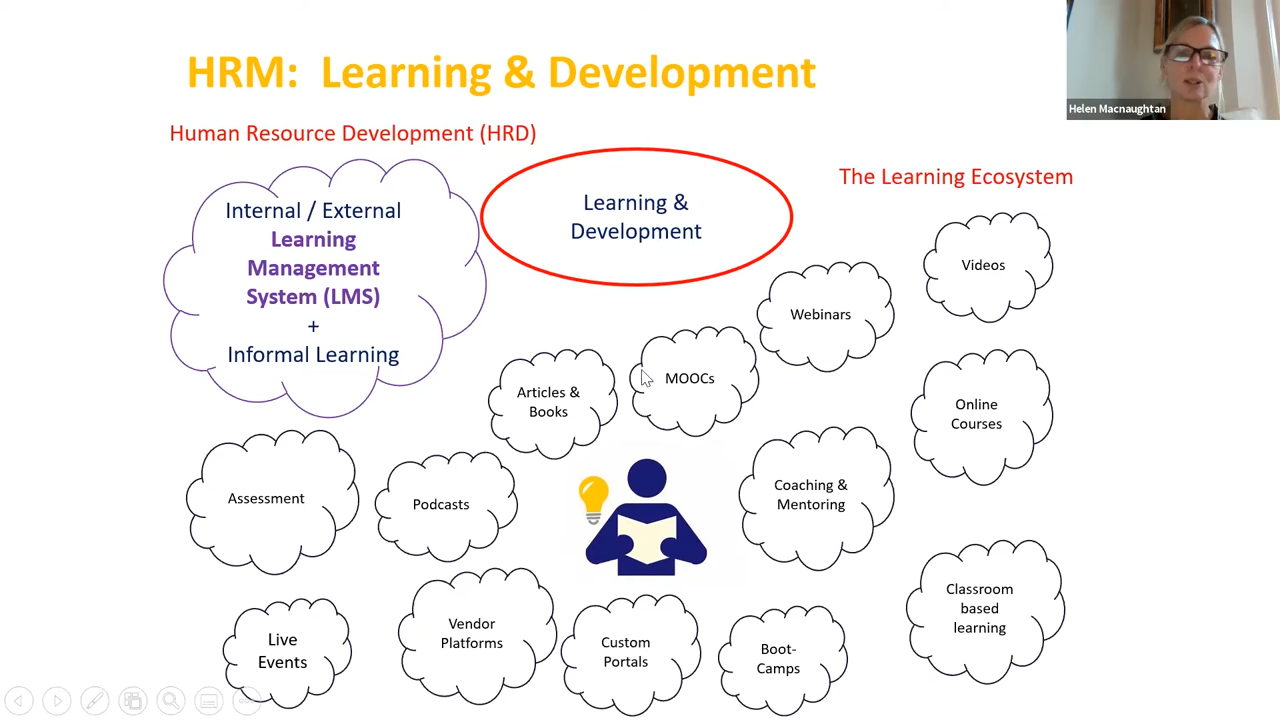 HRM: Learning & Development
Helen Macnaughtan
Human Resource Development (HRD)
The Learning Ecosystem
Internal / External
Learning
Management
System (LMS)
+
Informal Learning
Learning &
Development
Videos
Webinars
MOOCs
Articles &
Books
Online
Courses
Assessment
Podcasts
Coaching &
Mentoring
Classroom
based
learning
Live
Events
Vendor
Platforms
Custom
Portals
Boot-
Camps